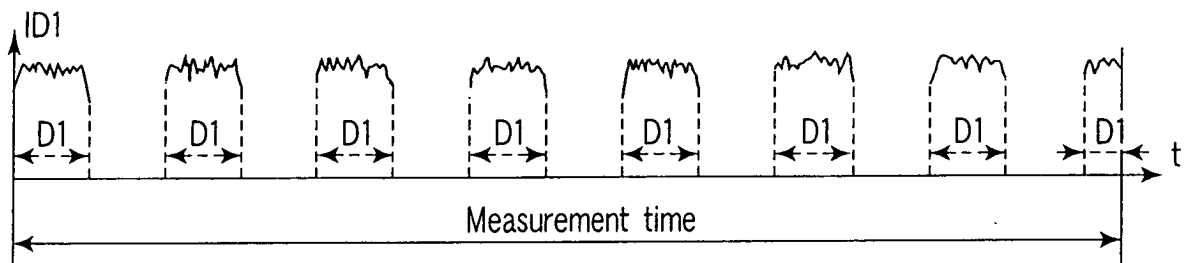 ID1
D1 D1 D1 D1 D1 D1 D1 D1
t
Measurement time